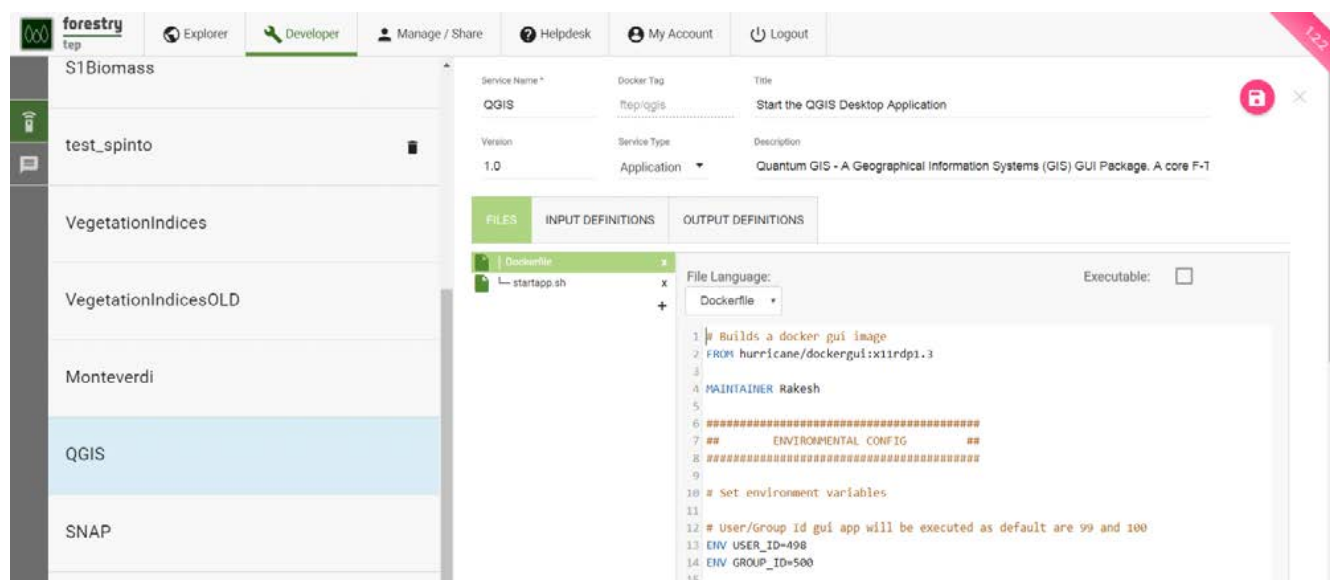 forestry
tep
Explorer
Developer
Manage / Share
Helpdesk
My Account
Logout
1.2.2
S1Biomass
test_spinto
VegetationIndices
VegetationIndicesOLD
Monteverdi
QGIS
SNAP
Service Name *
Docker Tag
Title
QGIS
ftep/qgis
Start the QGIS Desktop Application
Version
Service Type
Description
1.0
Application
Quantum GIS - A Geographical Information Systems (GIS) GUI Package. A core F-T
FILES
INPUT DEFINITIONS
OUTPUT DEFINITIONS
Dockerfile x
startapp.sh x
+
File Language:
Executable:
Dockerfile
1 # Builds a docker gui image
2 FROM hurricane/dockergui:x11rdp1.3
3
4 MAINTAINER Rakesh
5
6 #########################################
7 ## ENVIRONMENTAL CONFIG ##
8 #########################################
9
10 # Set environment variables
11
12 # User/Group Id gui app will be executed as default are 99 and 100
13 ENV USER_ID=498
14 ENV GROUP_ID=500
15